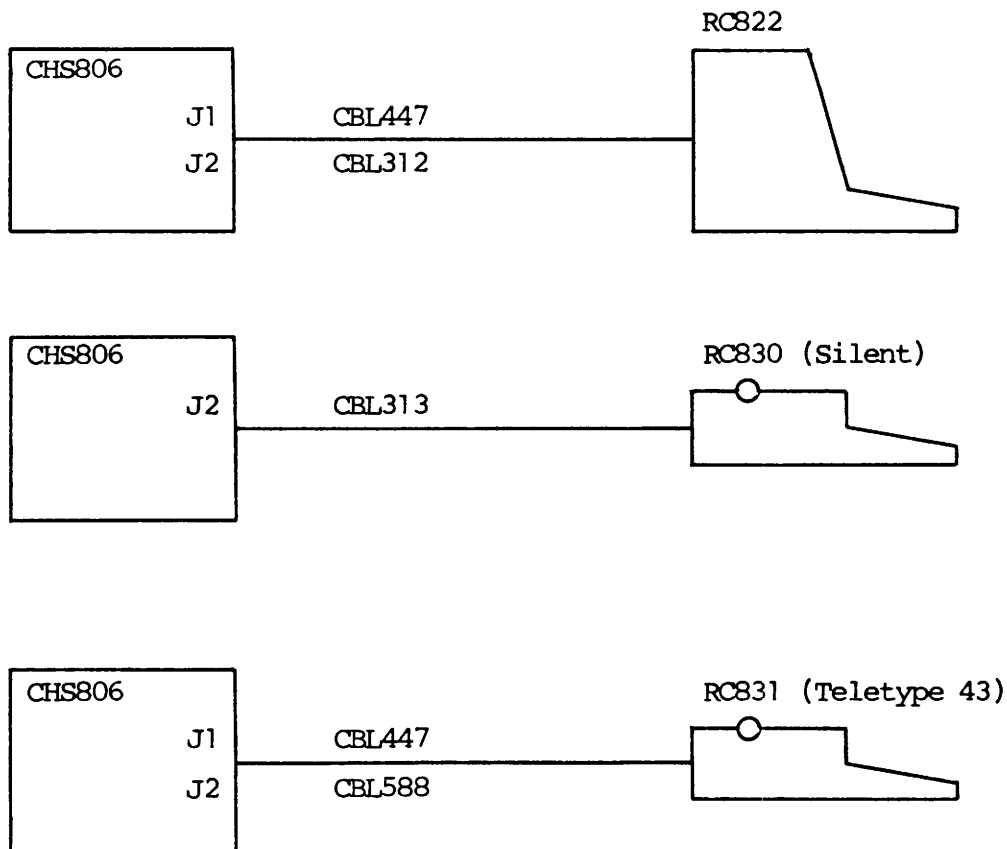 RC822
CHS806
J1 CBL447
J2 CBL312
CHS806
RC830 (Silent)
J2 CBL313
CHS806
RC831 (Teletype 43)
J1 CBL447
J2 CBL588